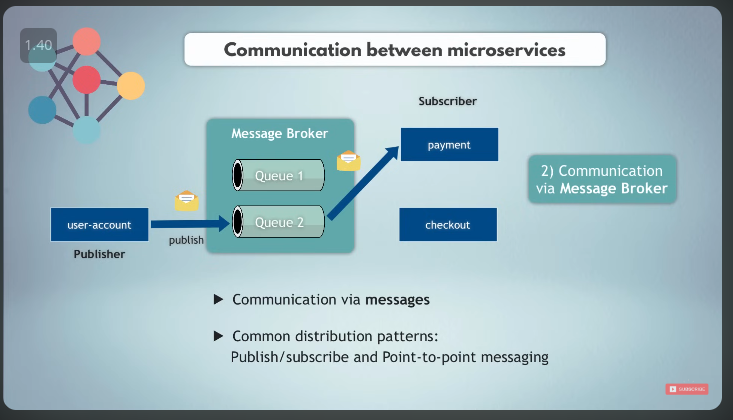 1.40
Communication between microservices
Subscriber
Message Broker
payment
Queue 1
2) Communication
via Message Broker
Queue 2
user-account
checkout
publish
Publisher
▶ Communication via messages
▶ Common distribution patterns:
Publish/subscribe and Point-to-point messaging
SUBSCRIBE